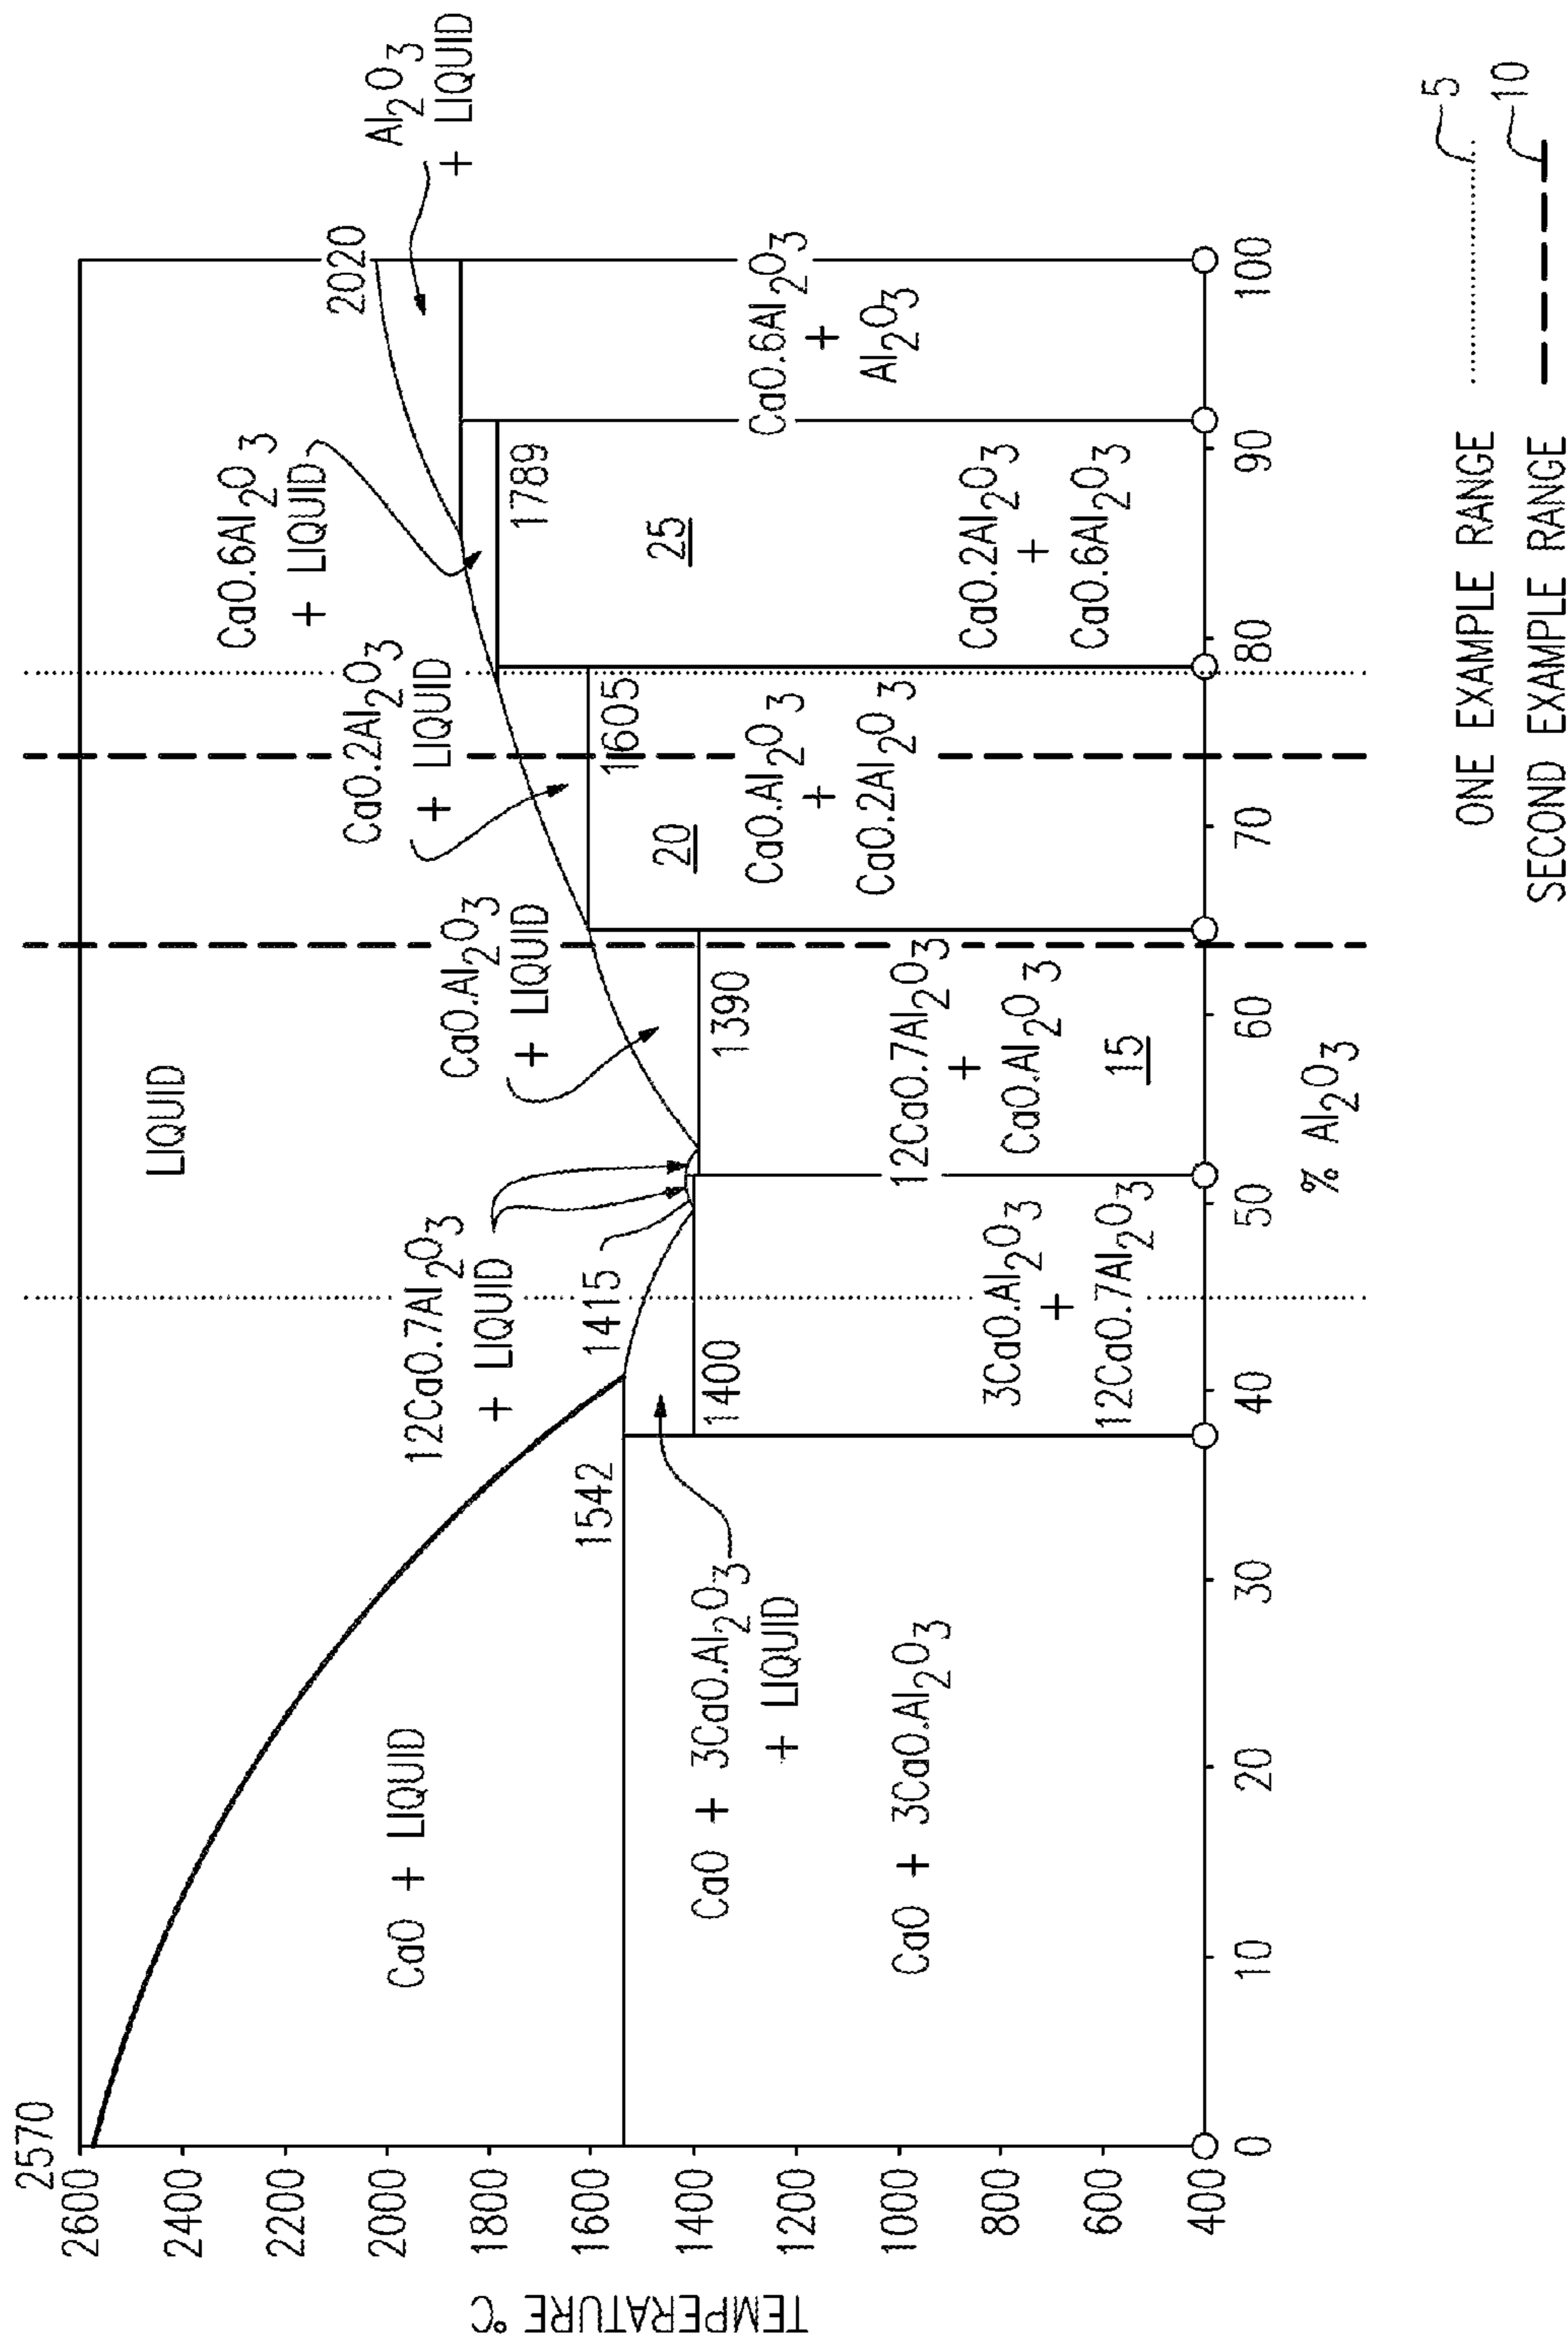 2570
2600
2400
2200
2000
1800
1600
1400
1200
1000
800
600
400
TEMPERATURE °C
LIQUID
CaO + LIQUID
1542
CaO + 3CaO.Al2O3
+ LIQUID
CaO + 3CaO.Al2O3
12CaO.7Al2O3
+ LIQUID
1415
1400
3CaO.Al2O3
+
12CaO.7Al2O3
CaO.Al2O3
+ LIQUID
1390
12CaO.7Al2O3
+
CaO.Al2O3
15
CaO.2Al2O3
+ LIQUID
1605
20
CaO.Al2O3
+
CaO.2Al2O3
CaO.6Al2O3
+ LIQUID
1789
25
CaO.2Al2O3
+
CaO.6Al2O3
2020
Al2O3
+ LIQUID
CaO.6Al2O3
+
Al2O3
0 10 20 30 40 50 60 70 80 90 100
% Al2O3
ONE EXAMPLE RANGE 5
SECOND EXAMPLE RANGE 10